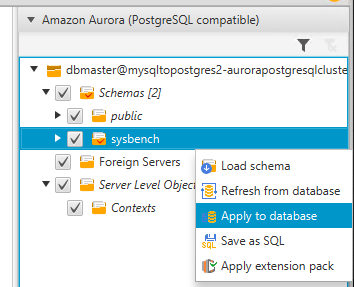 Amazon Aurora (PostgreSQL compatible)
dbmaster@mysqltopostgres2-aurorapostgresqlcluste
Schemas [2]
public
sysbench
Foreign Servers
Load schema
Server Level Objec
Refresh from database
Contexts
Apply to database
SQL
Save as SQL
Apply extension pack